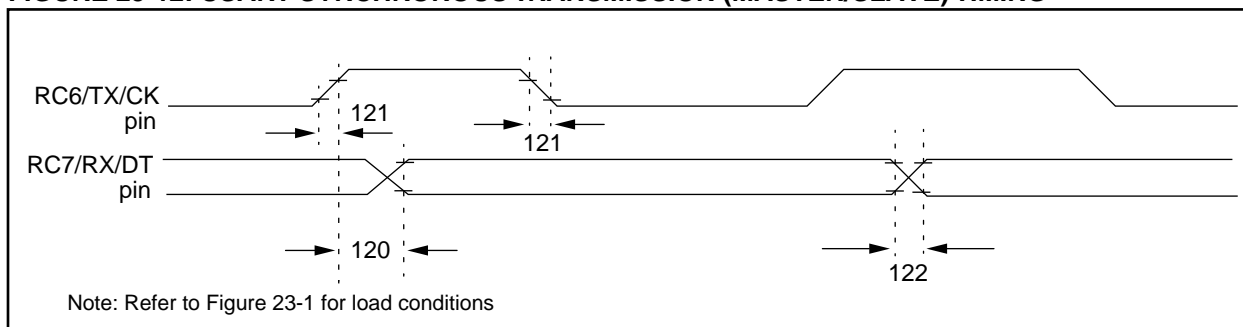 RC6/TX/CK
pin
121
121
RC7/RX/DT
pin
120
122
Note: Refer to Figure 23-1 for load conditions